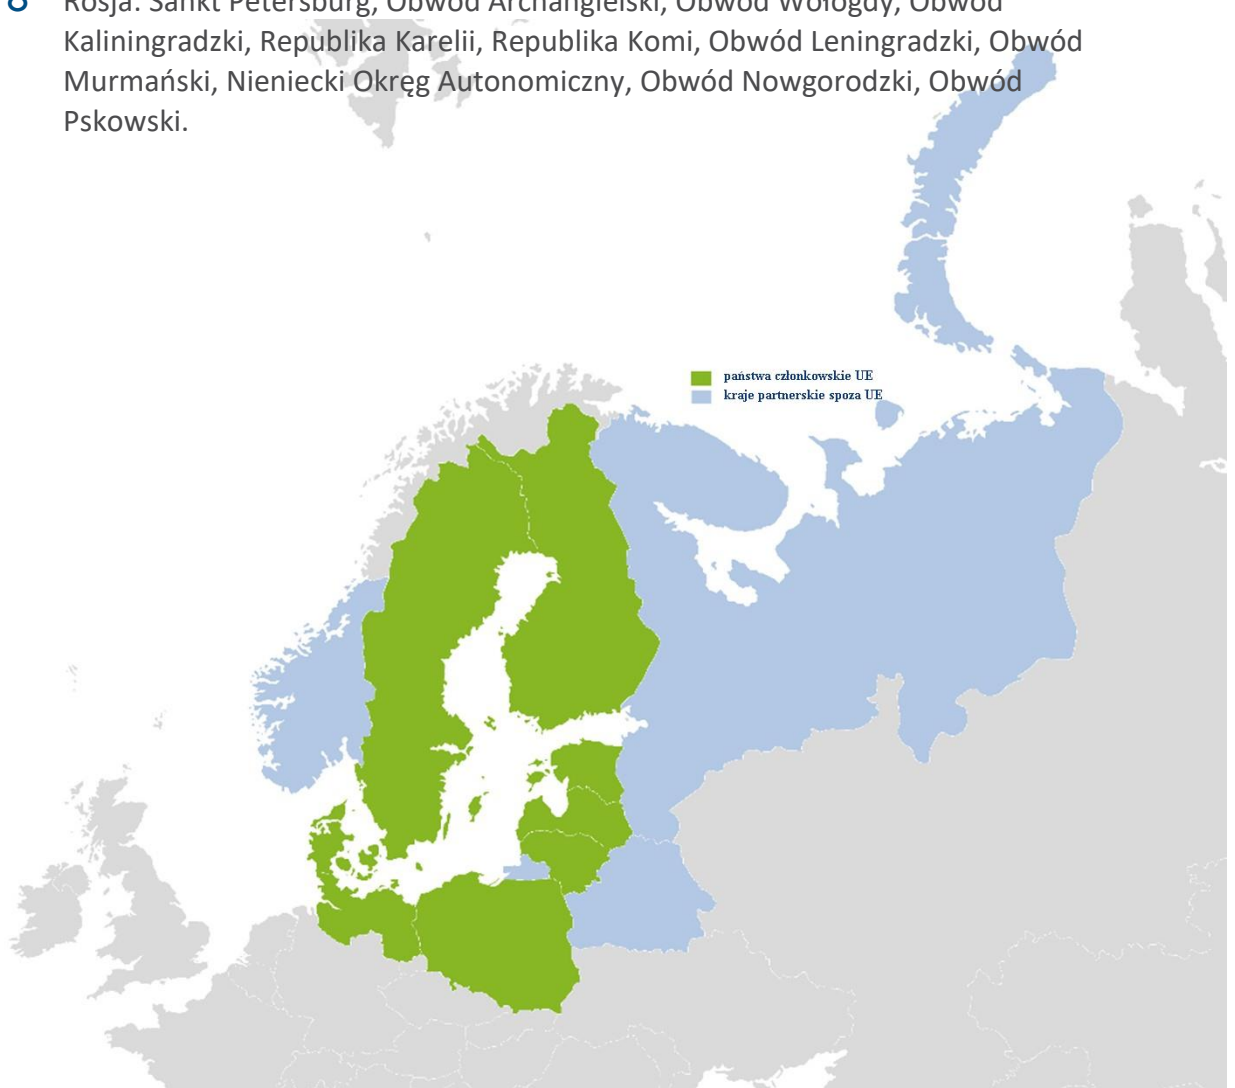 Rosja: Sankt Petersburg, Obwód Archangielski, Obwód Wołogdy, Obwód
Kaliningradzki, Republika Karelii, Republika Komi, Obwód Leningradzki, Obwód
Murmański, Nieniecki Okręg Autonomiczny, Obwód Nowgorodzki, Obwód
Pskowski.
państwa członkowskie UE
kraje partnerskie spoza UE